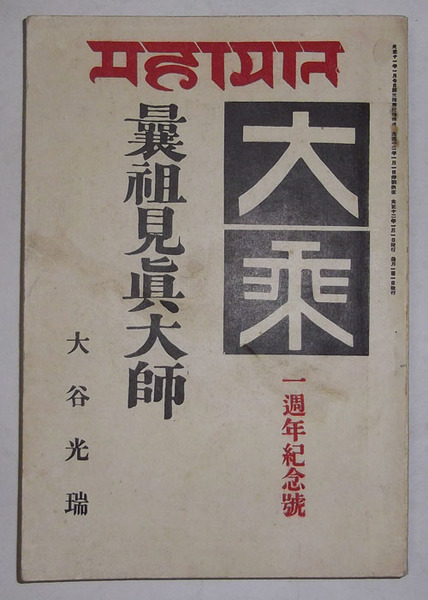 महायान
大乘
一週年紀念號
曩祖見眞大師
大谷光瑞